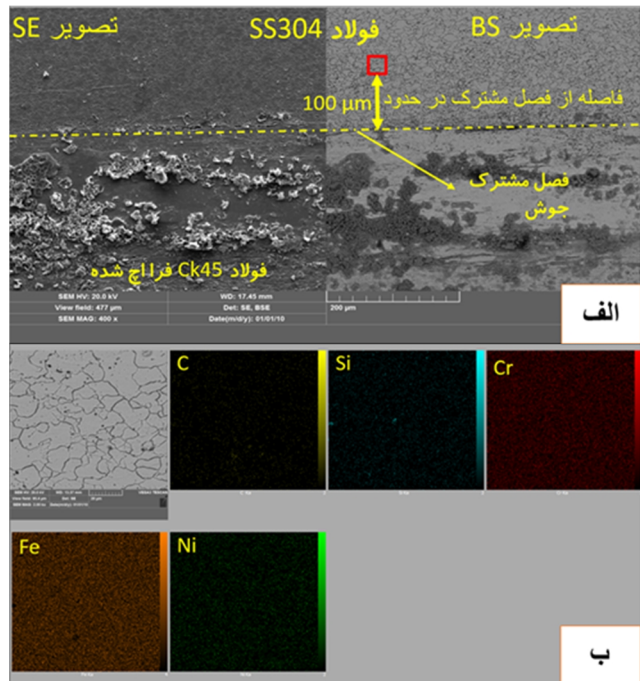 تصویر SE
فولاد SS304
تصویر BS
فاصله از فصل مشترک در حدود 100 µm
فصل مشترک
جوش
فولاد Ck45 فرا اچ شده
SEM HV: 20.0 kV
WD: 17.45 mm
View field: 477 µm
Det: SE, BSE
200 µm
SEM MAG: 400 x
Date(m/d/y): 01/01/10
الف
C
Si
Cr
Fe
Ni
ب